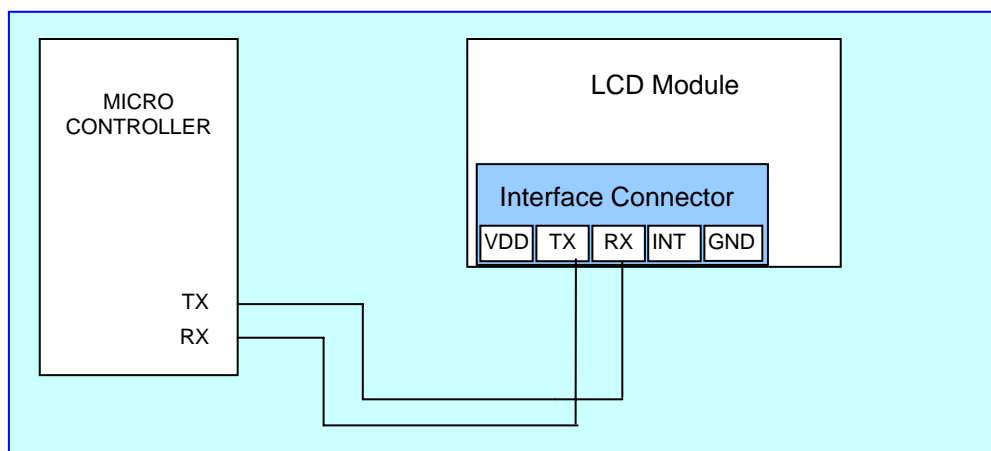 MICRO
CONTROLLER
TX
RX
LCD Module
Interface Connector
VDD TX RX INT GND